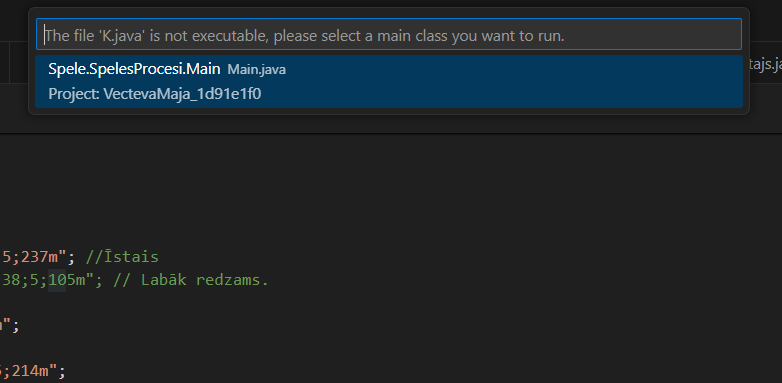 The file 'K.java' is not executable, please select a main class you want to run.
Spele.SpelesProcesi.Main Main.java
Project: VectevaMaja_1d91e1f0
tajs.ja
5;237m"; //Īstais
38;5;105m"; // Labāk redzams.
";
;214m";